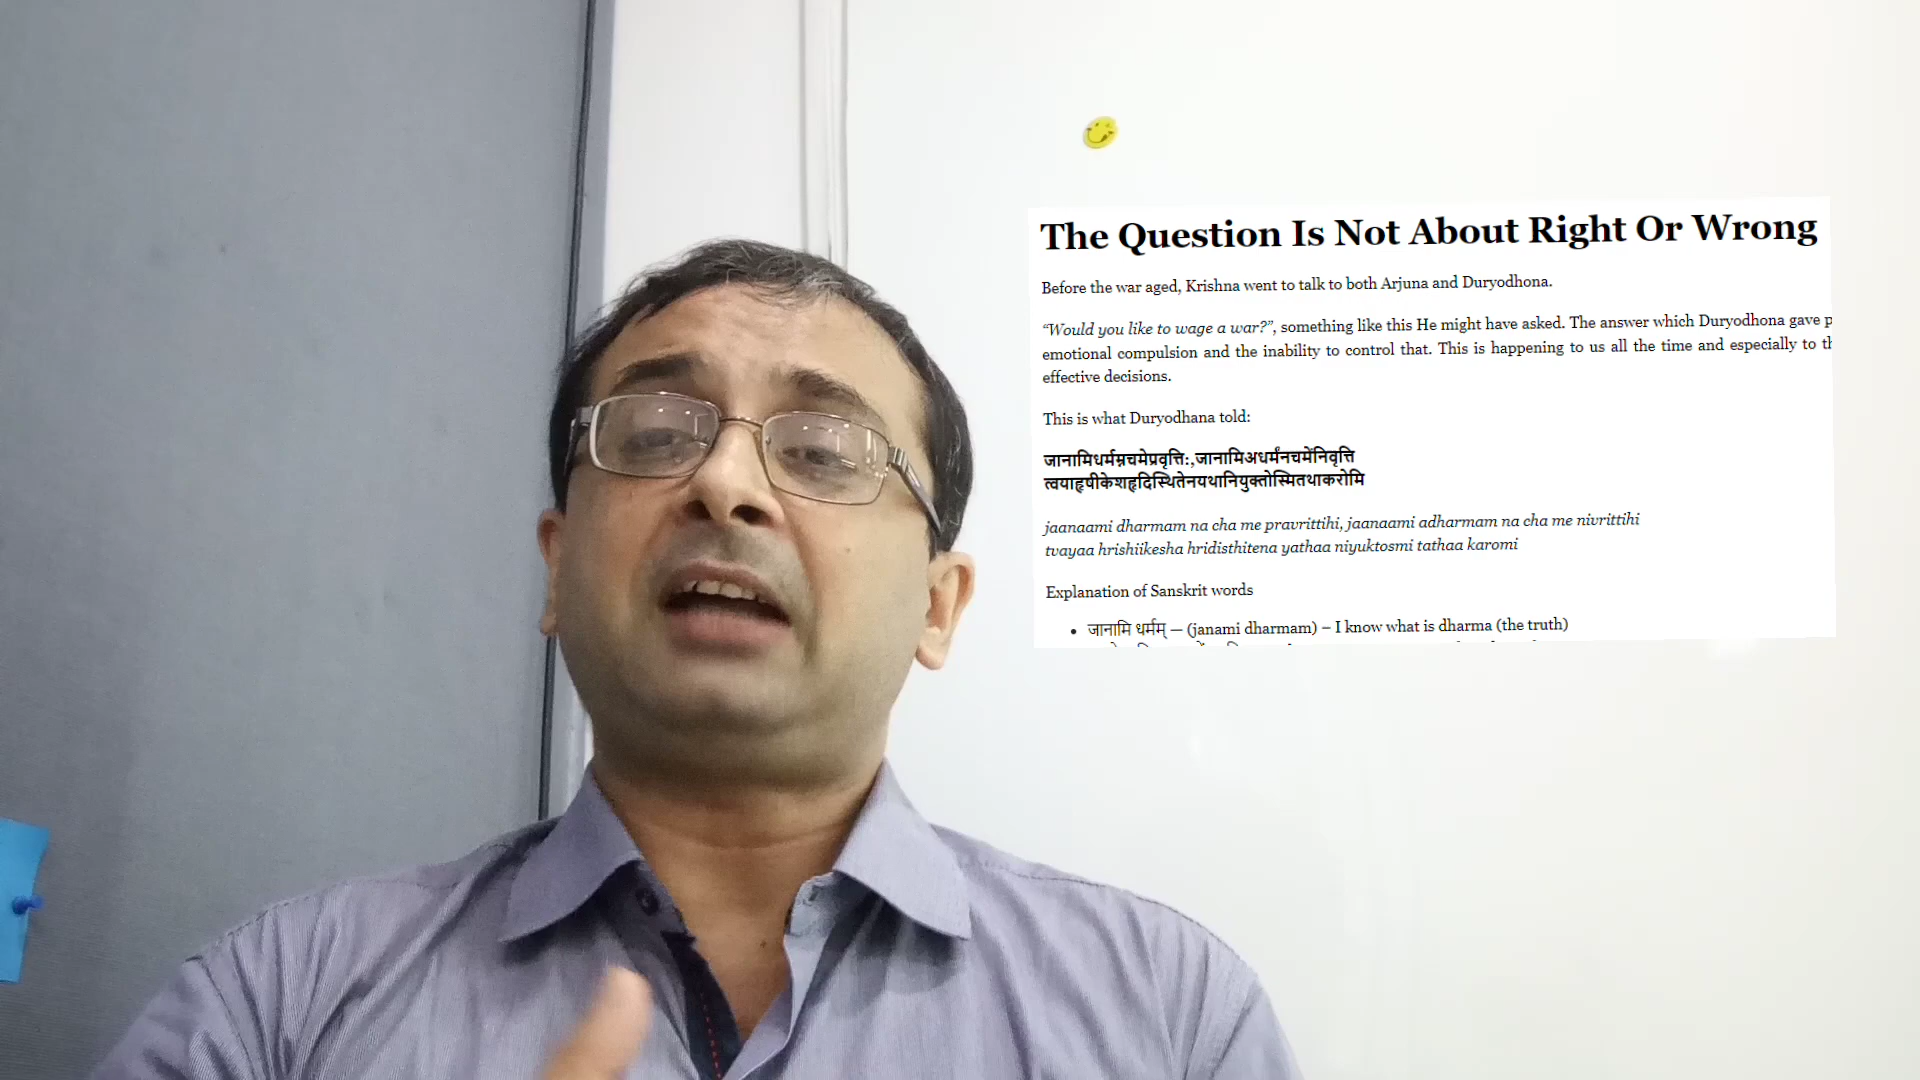 The Question Is Not About Right Or Wrong
Before the war aged, Krishna went to talk to both Arjuna and Duryodhona.
“Would you like to wage a war?”, something like this He might have asked. The answer which Duryodhona gave
emotional compulsion and the inability to control that. This is happening to us all the time and especially to
effective decisions.
This is what Duryodhana told:
जानामिधर्मम्नचमेप्रवृत्ति:,जानामिअधर्मंनचमेंनिवृत्ति
त्वयाहृषीकेशहृदिस्थितेनयथानियुक्तोस्मितथाकरोमि
jaanaami dharmam na cha me pravrittihi, jaanaami adharmam na cha me nivrittihi
tvayaa hrishiikesha hridisthitena yathaa niyuktosmi tathaa karomi
Explanation of Sanskrit words
• जानामि धर्मम् — (janami dharmam) – I know what is dharma (the truth)